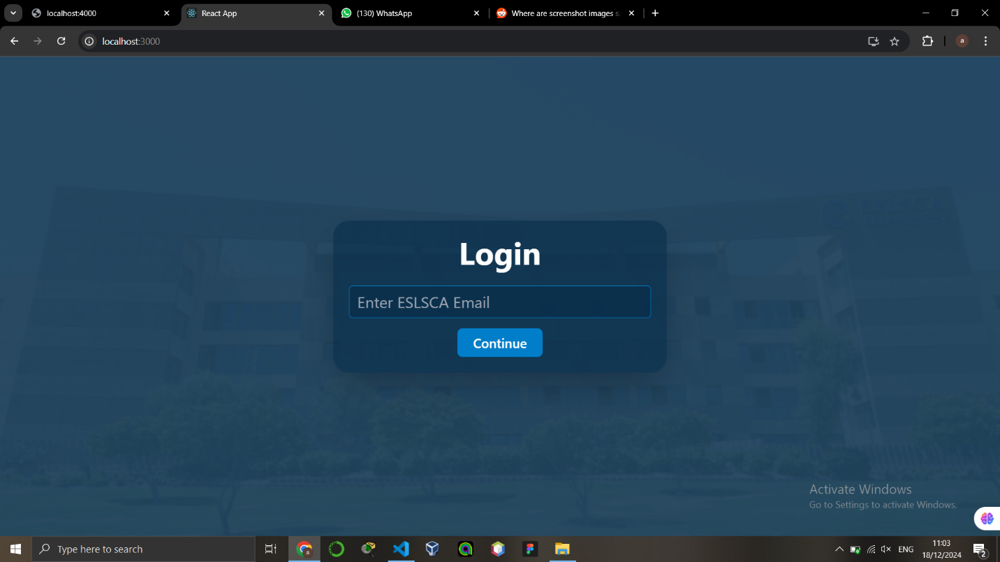 localhost:4000
React App
(130) WhatsApp
Where are screenshot images s
localhost:3000
a
Login
Enter ESLSCA Email
Continue
Activate Windows
Go to Settings to activate Windows.
Type here to search
a
ENG
11:03
18/12/2024
2